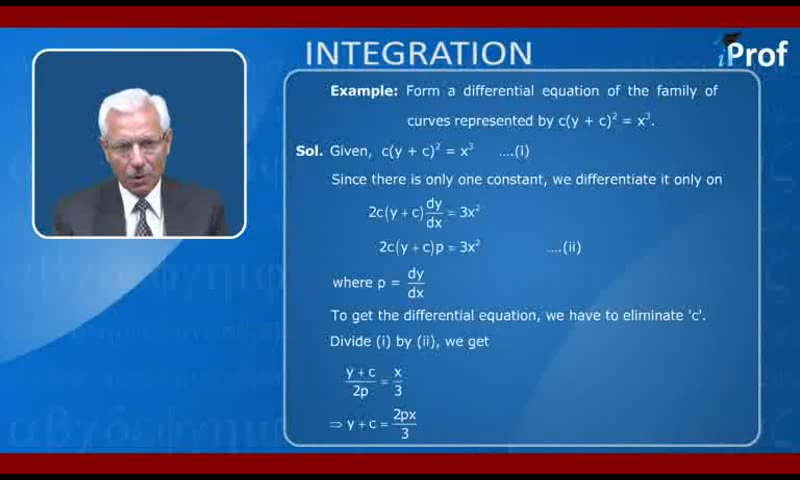 INTEGRATION
iProf
Example: Form a differential equation of the family of
curves represented by c(y + c)² = x³.
Sol. Given, c(y + c)² = x³ ....(i)
Since there is only one constant, we differentiate it only on
2c(y + c) dy/dx = 3x²
2c(y + c)p = 3x² ....(ii)
where p = dy/dx
To get the differential equation, we have to eliminate 'c'.
Divide (i) by (ii), we get
(y + c)/2p = x/3
⇒ y + c = 2px/3